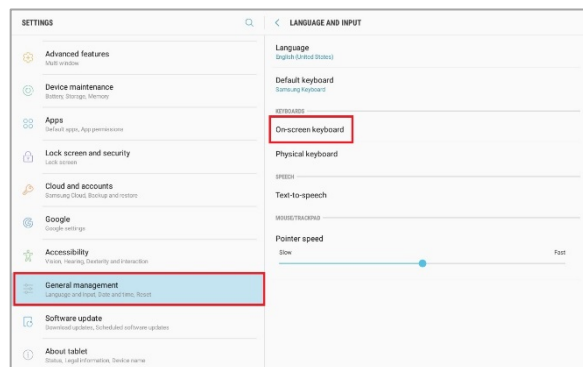 SETTINGS
Advanced features
Multi window
Device maintenance
Battery, Storage, Memory
Apps
Default apps, App permissions
Lock screen and security
Lock screen
Cloud and accounts
Samsung Cloud, Backup and restore
Google
Google settings
Accessibility
Vision, Hearing, Dexterity and interaction
General management
Language and input, Date and time, Reset
Software update
Download updates, Scheduled software updates
About tablet
Status, Legal information, Device name
LANGUAGE AND INPUT
Language
English (United States)
Default keyboard
Samsung Keyboard
KEYBOARDS
On-screen keyboard
Physical keyboard
SPEECH
Text-to-speech
MOUSE/TRACKPAD
Pointer speed
Slow Fast